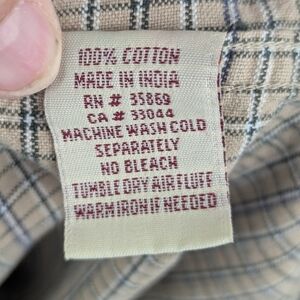 100% COTTON
MADE IN INDIA
RN # 35869
CA # 33044
MACHINE WASH COLD
SEPARATELY
NO BLEACH
TUMBLE DRY AIR FLUFF
WARM IRON IF NEEDED